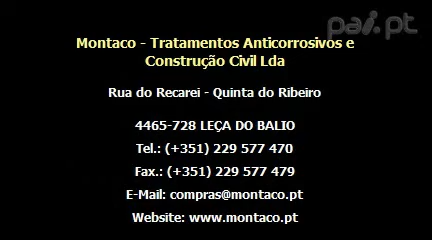 pai.pt
Montaco - Tratamentos Anticorrosivos e
Construção Civil Lda
Rua do Recarei - Quinta do Ribeiro
4465-728 LEÇA DO BALIO
Tel.: (+351) 229 577 470
Fax.: (+351) 229 577 479
E-Mail: compras@montaco.pt
Website: www.montaco.pt